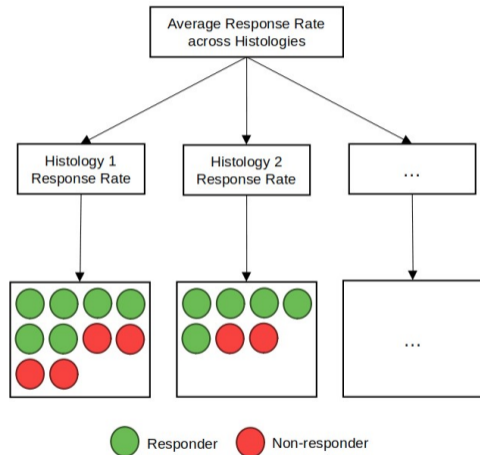 Average Response Rate
across Histologies
Histology 1
Response Rate
Histology 2
Response Rate
...
...
Responder
Non-responder